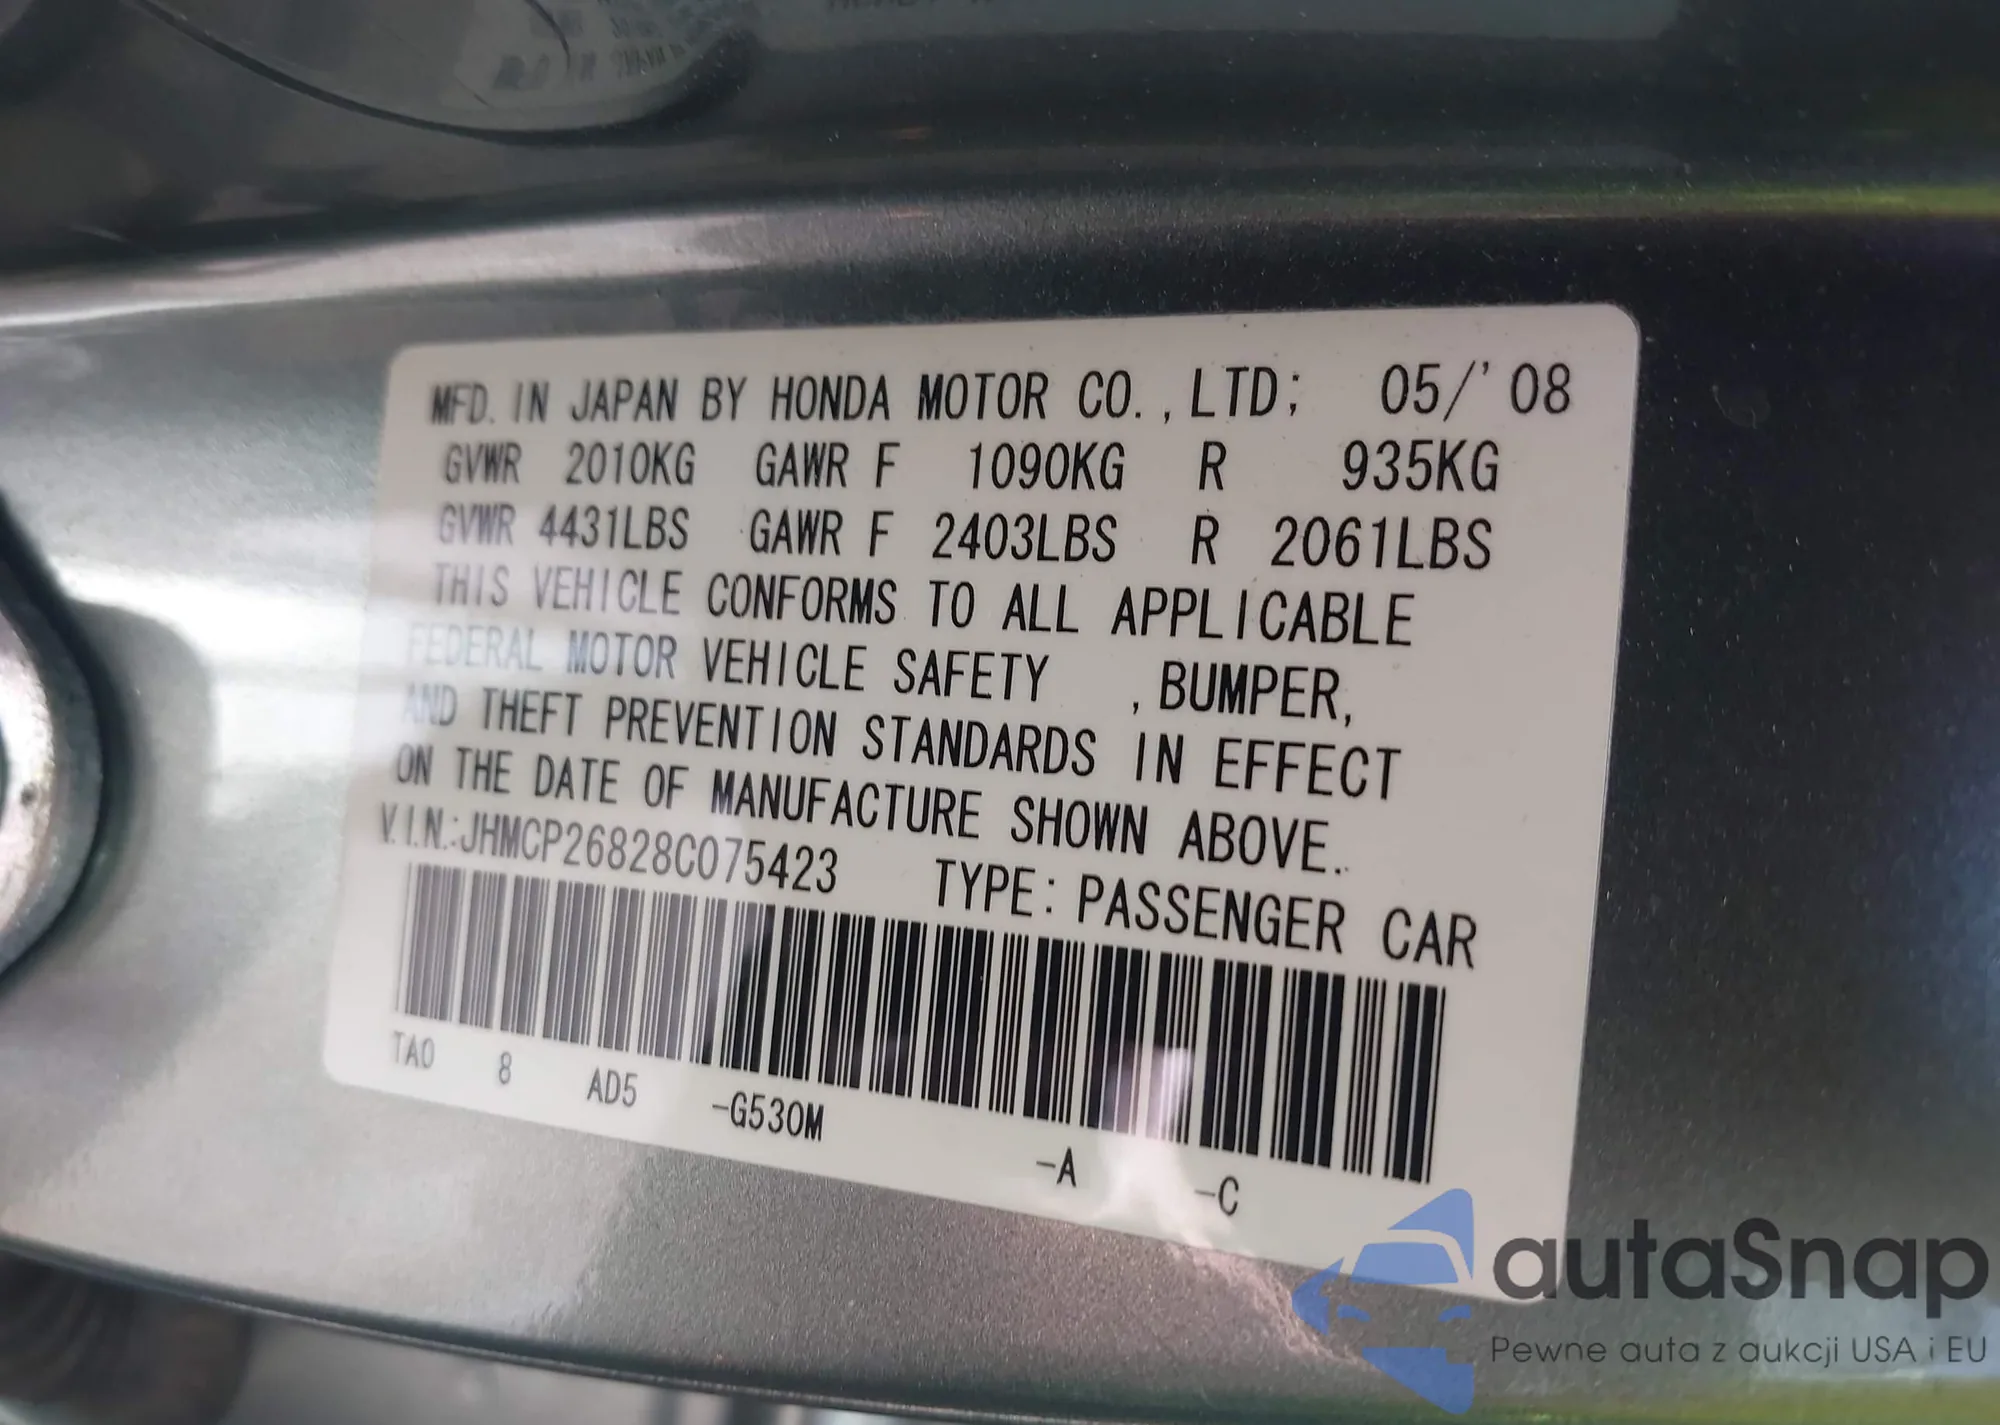 MFD. IN JAPAN BY HONDA MOTOR CO., LTD; 05/'08
GVWR 2010KG GAWR F 1090KG R 935KG
GVWR 4431LBS GAWR F 2403LBS R 2061LBS
THIS VEHICLE CONFORMS TO ALL APPLICABLE
FEDERAL MOTOR VEHICLE SAFETY , BUMPER,
AND THEFT PREVENTION STANDARDS IN EFFECT
ON THE DATE OF MANUFACTURE SHOWN ABOVE.
V.I.N.:JHMCP26828C075423 TYPE: PASSENGER CAR
TA0 8 AD5 -G530M -A -C
autaSnap
Pewne auta z aukcji USA i EU